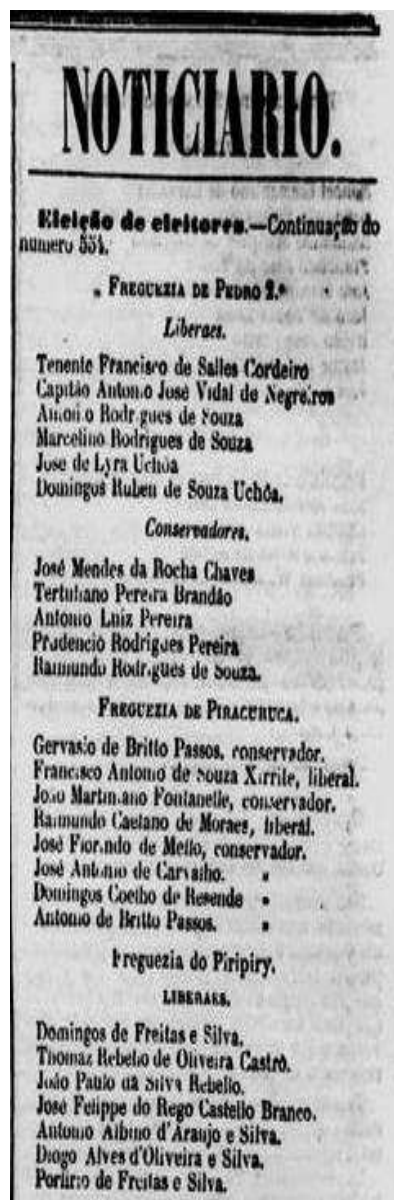 NOTICIARIO.
Eleição de eleitores.—Continuação do
numero 551.
FREGUEZIA DE PEDRO 2.º
Liberaes.
Tenente Francisco de Salles Cordeiro
Capitão Antonio José Vidal de Negreiros
Antonio Rodrigues de Souza
Marcelino Rodrigues de Souza
Jose de Lyra Uchôa
Domingos Ruben de Souza Uchôa.
Conservadores.
José Mendes da Rocha Chaves
Tertuliano Pereira Brandão
Antonio Luiz Pereira
Prudencio Rodrigues Pereira
Raimundo Rodrigues de Souza.
FREGUEZIA DE PIRACURUCA.
Gervasio de Britto Passos, conservador.
Francisco Antonio de Souza liberal.
João Martiniano Fontanelle, conservador.
Raimundo Caetano de Moraes, liberal.
José Florindo de Mello, conservador.
José Antonio de Carvalho. »
Domingos Coelho de Resende »
Antonio de Britto Passos. »
Freguezia do Piripiry.
LIBERAES.
Domingos de Freitas e Silva.
Thomaz Rebello de Oliveira Castro.
João Paulo da Silva Rebello.
José Felippe do Rego Castello Branco.
Antonio Albino d'Araujo e Silva.
Diogo Alves d'Oliveira e Silva.
Porfirio de Freitas e Silva.